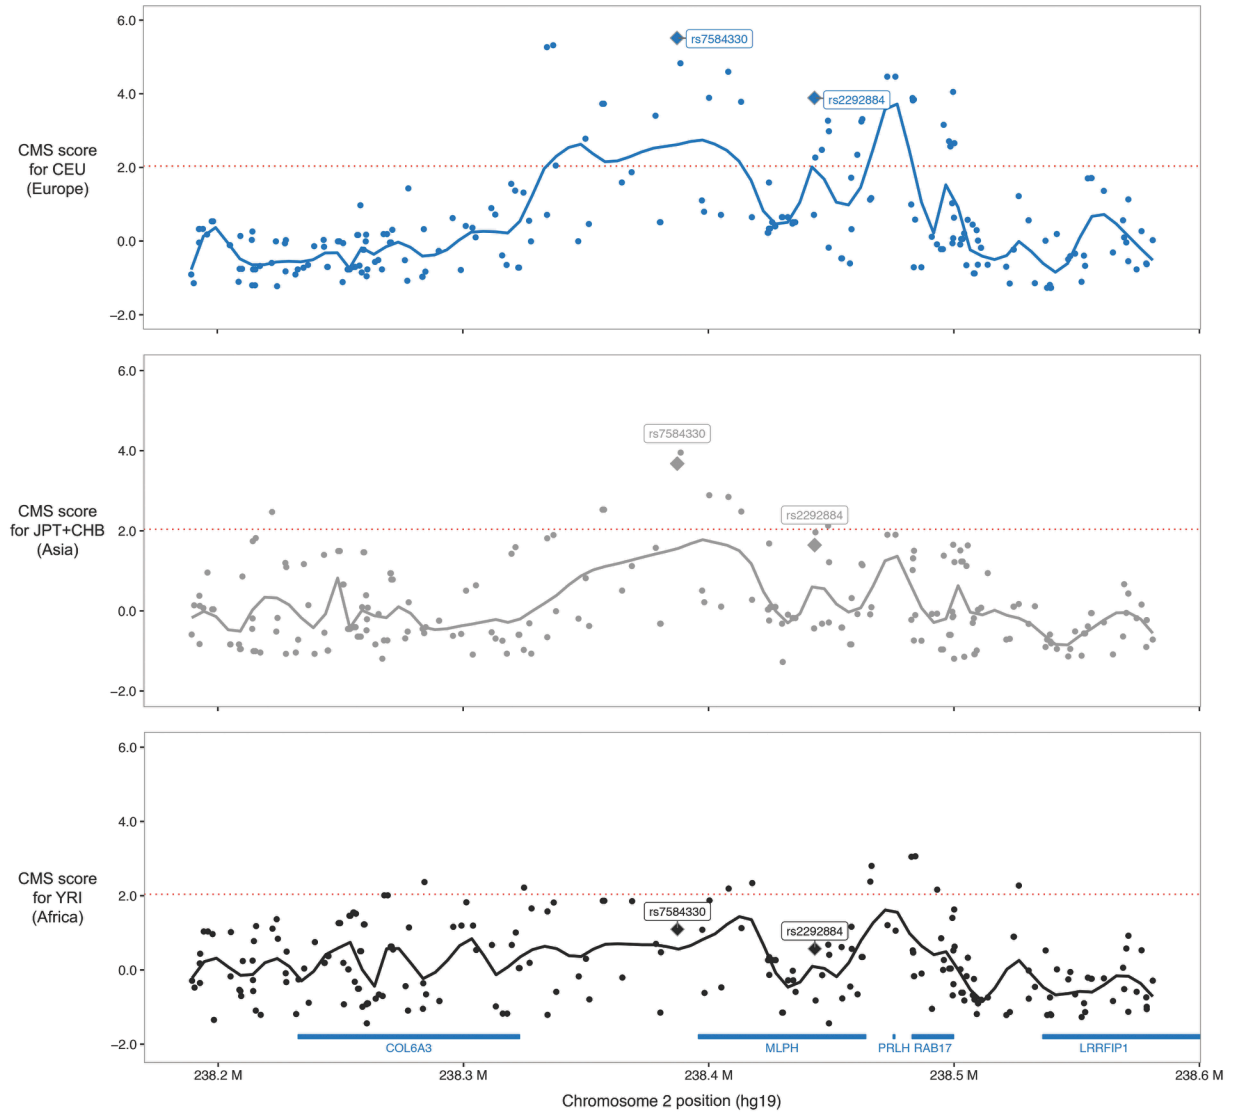 6.0
4.0
2.0
0.0
−2.0
CMS score
for CEU
(Europe)
rs7584330
rs2292884
6.0
4.0
2.0
0.0
−2.0
CMS score
for JPT+CHB
(Asia)
rs7584330
rs2292884
6.0
4.0
2.0
0.0
−2.0
CMS score
for YRI
(Africa)
rs7584330
rs2292884
COL6A3 MLPH PRLH RAB17 LRRFIP1
238.2 M 238.3 M 238.4 M 238.5 M 238.6 M
Chromosome 2 position (hg19)